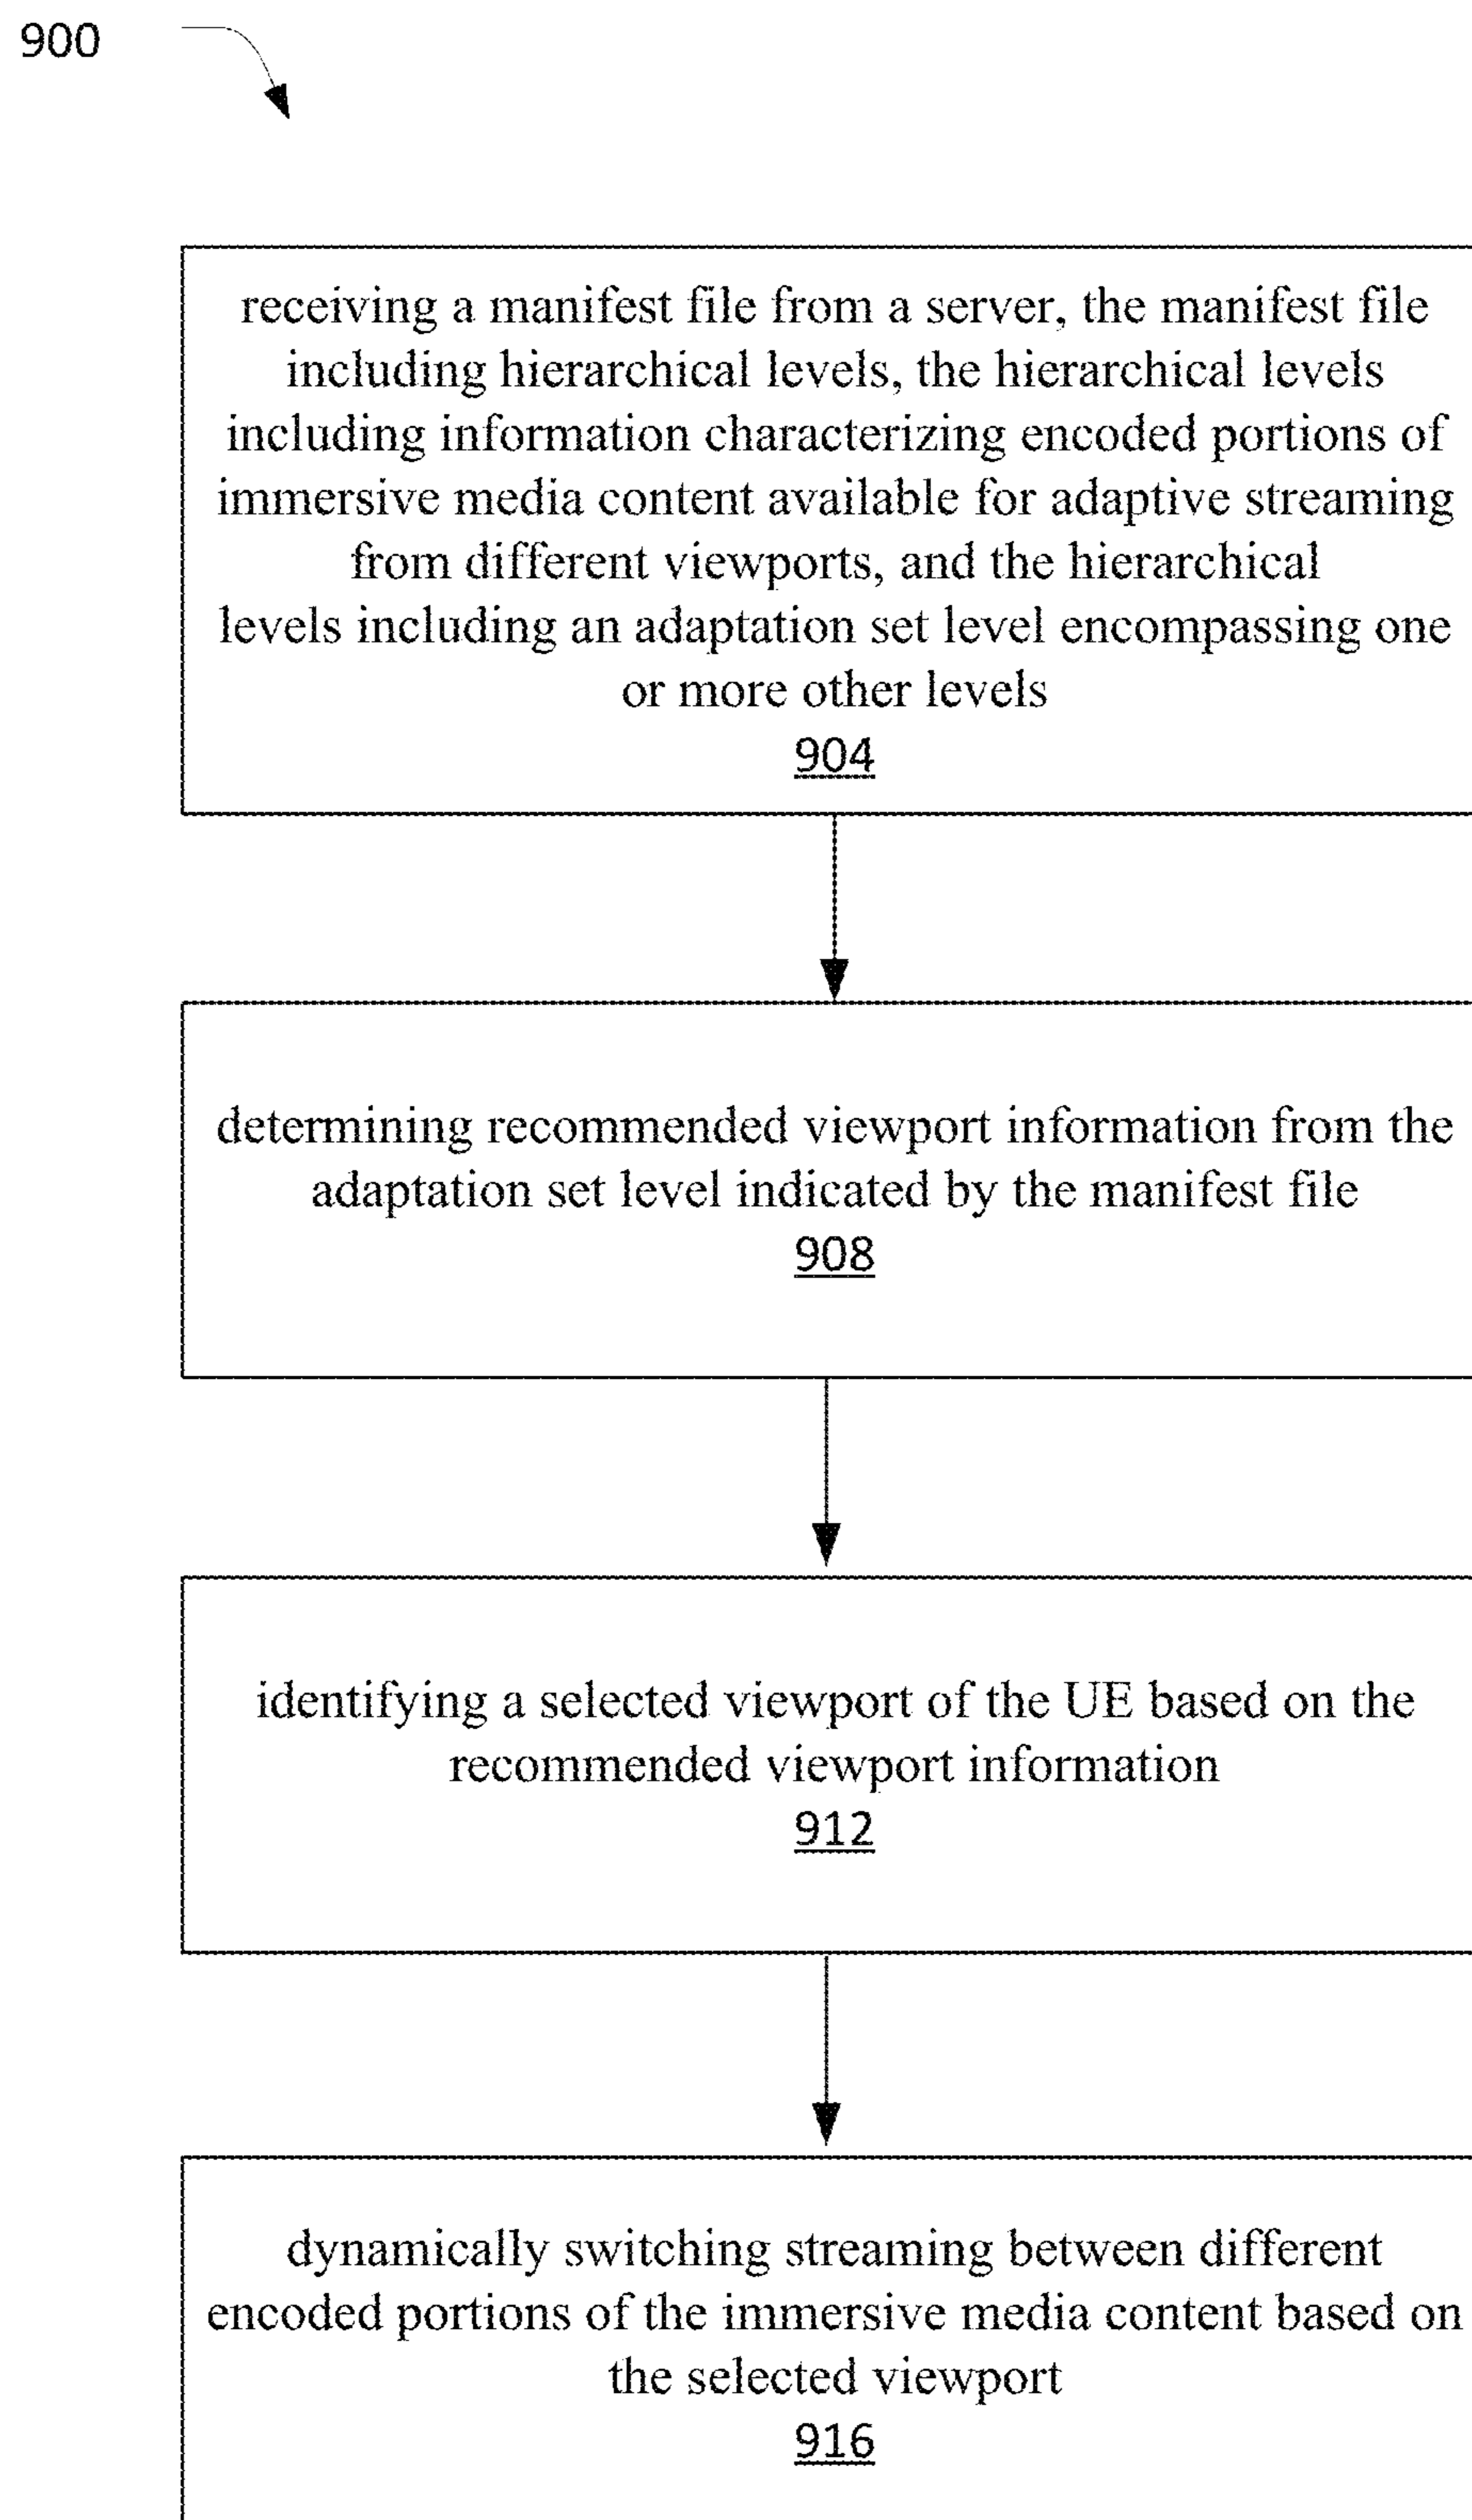 900
receiving a manifest file from a server, the manifest file
including hierarchical levels, the hierarchical levels
including information characterizing encoded portions of
immersive media content available for adaptive streaming
from different viewports, and the hierarchical
levels including an adaptation set level encompassing one
or more other levels
904
determining recommended viewport information from the
adaptation set level indicated by the manifest file
908
identifying a selected viewport of the UE based on the
recommended viewport information
912
dynamically switching streaming between different
encoded portions of the immersive media content based on
the selected viewport
916